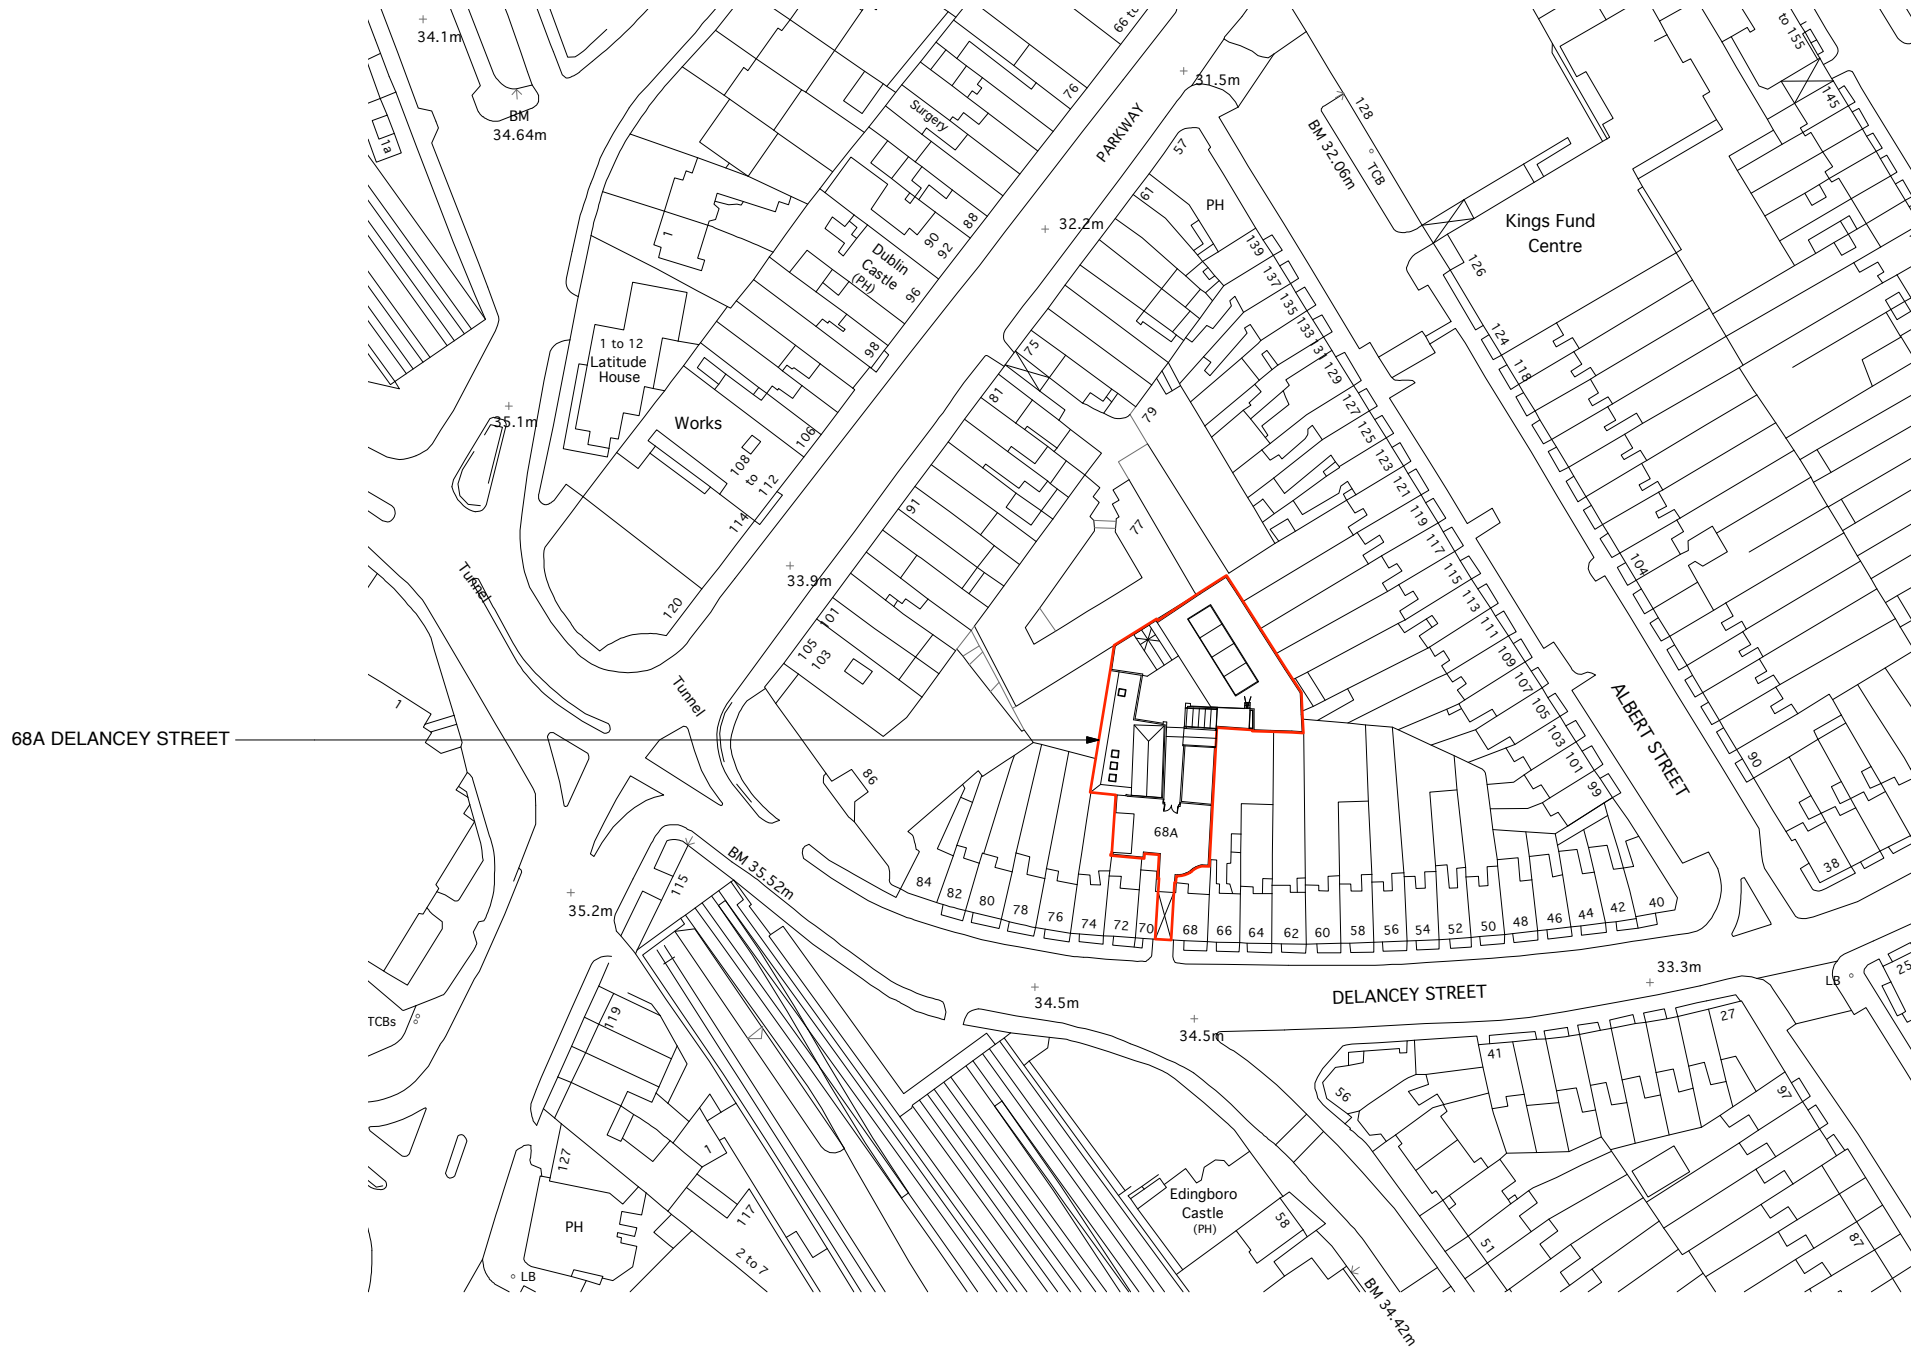 34.1m
BM
34.64m
1a
66 to
76
Surgery
PARKWAY
31.5m
128
BM 32.06m
TCB
to 155
145
57
61
PH
32.2m
Kings Fund
Centre
1
88
90
92
Dublin
Castle
(PH)
96
98
139
137
135
133
131
129
127
125
123
121
119
117
115
113
111
109
107
105
103
101
99
126
124
118
104
90
38
1 to 12
Latitude
House
Works
35.1m
106
108
to
112
114
120
75
79
81
77
91
33.9m
101
105
103
Tunnel
Tunnel
1
68A DELANCEY STREET
86
68A
ALBERT STREET
BM 35.52m
115
35.2m
84
82
80
78
76
74
72
70
68
66
64
62
60
58
56
54
52
50
48
46
44
42
40
33.3m
LB
25
34.5m
DELANCEY STREET
34.5m
TCBs
119
41
27
56
97
127
1
117
PH
2 to 7
LB
Edingboro
Castle
(PH)
58
51
87
BM 34.42m